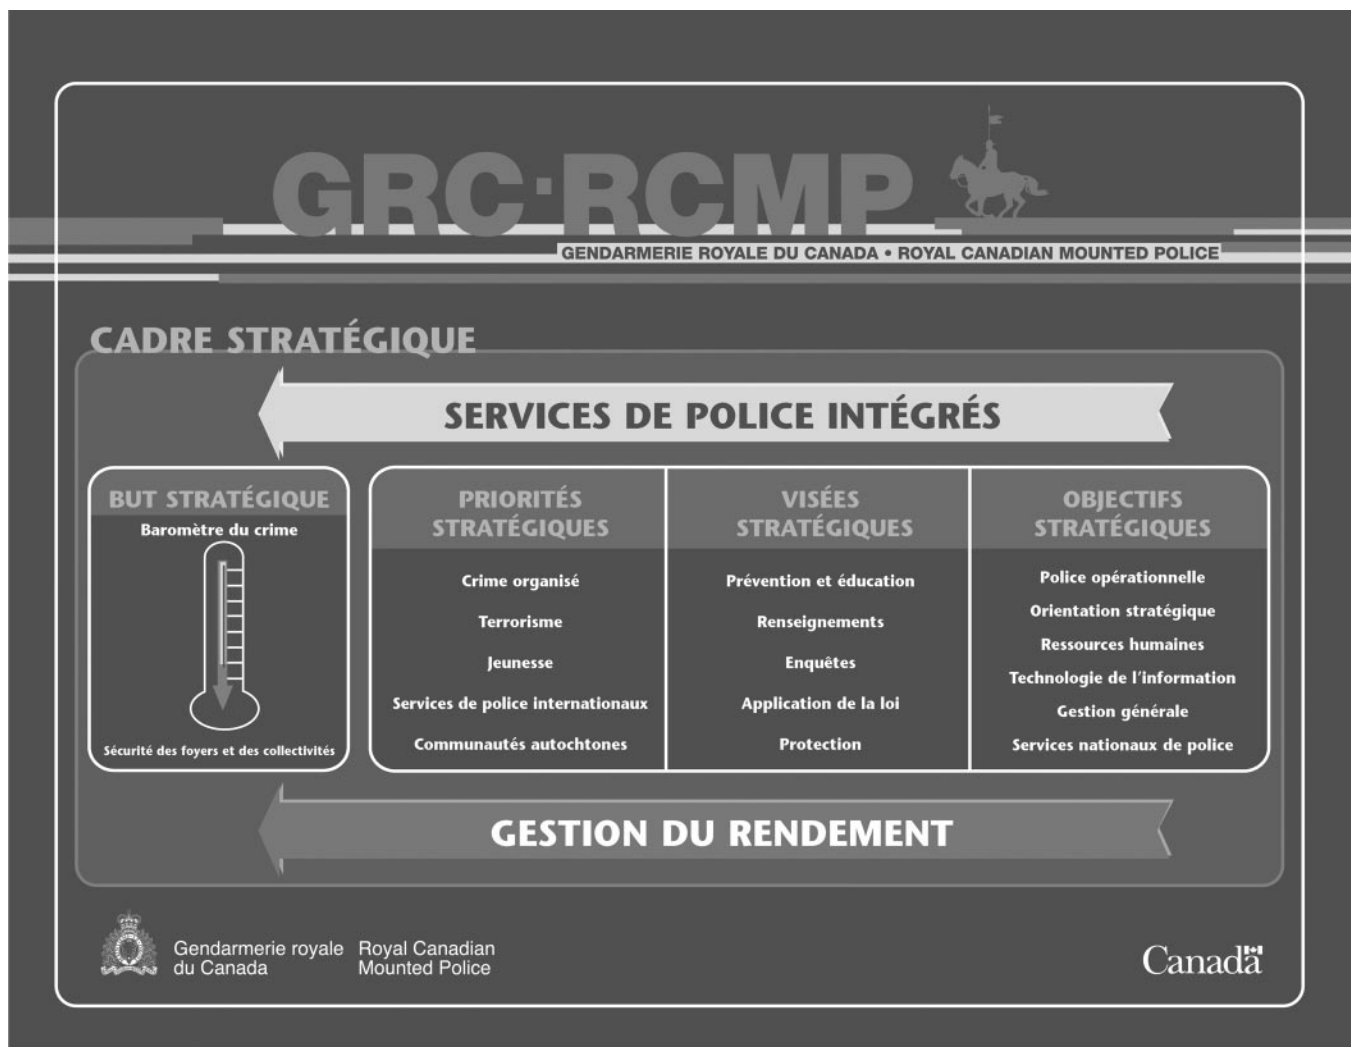 GRC·RCMP
GENDARMERIE ROYALE DU CANADA • ROYAL CANADIAN MOUNTED POLICE
CADRE STRATÉGIQUE
SERVICES DE POLICE INTÉGRÉS
BUT STRATÉGIQUE
Baromètre du crime
Sécurité des foyers et des collectivités
PRIORITÉS
STRATÉGIQUES
Crime organisé
Terrorisme
Jeunesse
Services de police internationaux
Communautés autochtones
VISÉES
STRATÉGIQUES
Prévention et éducation
Renseignements
Enquêtes
Application de la loi
Protection
OBJECTIFS
STRATÉGIQUES
Police opérationnelle
Orientation stratégique
Ressources humaines
Technologie de l'information
Gestion générale
Services nationaux de police
GESTION DU RENDEMENT
Gendarmerie royale
du Canada
Royal Canadian
Mounted Police
Canada